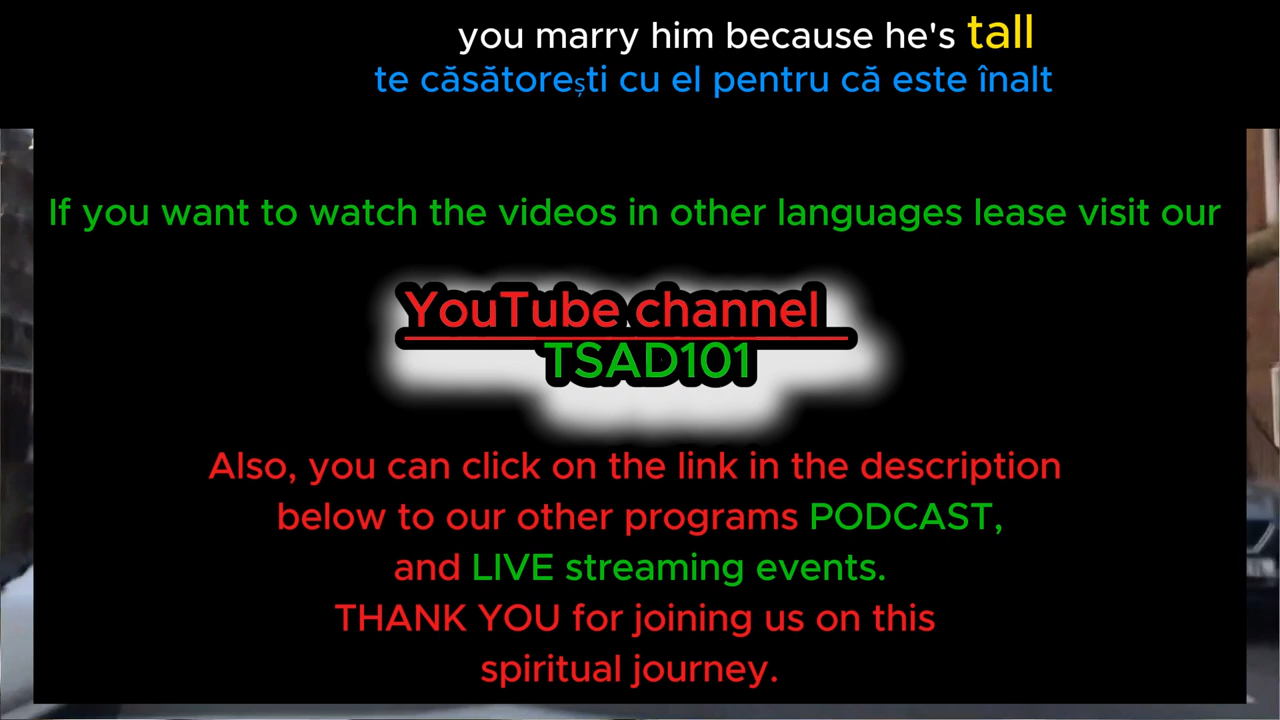 you marry him because he's tall
te căsătorești cu el pentru că este înalt
If you want to watch the videos in other languages lease visit our
YouTube channel
TSAD101
Also, you can click on the link in the description
below to our other programs PODCAST,
and LIVE streaming events.
THANK YOU for joining us on this
spiritual journey.